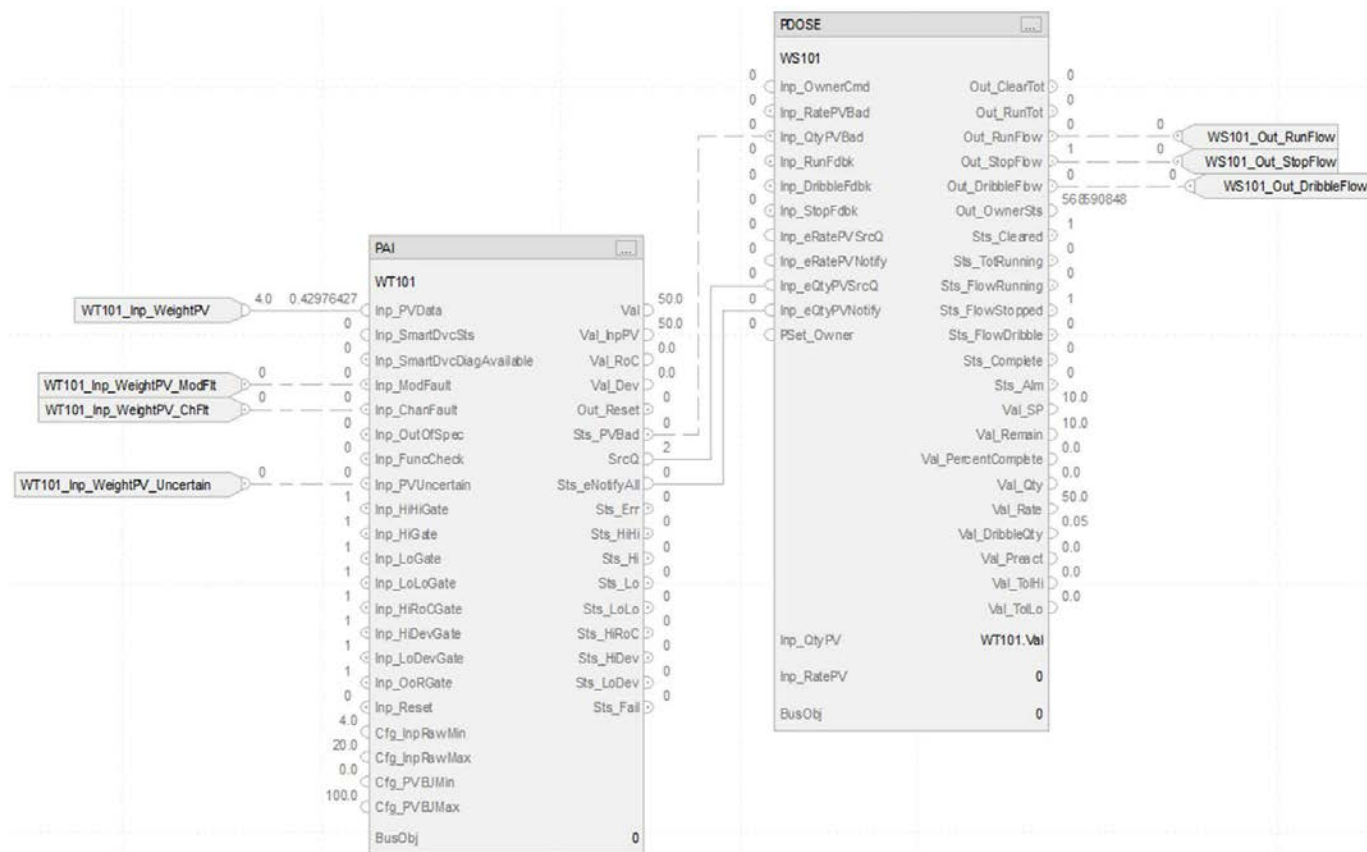 PDOSE ...
WS101
0 Inp_OwnerCmd Out_ClearTot 0
0 Inp_RatePVBad Out_RunTot 0
0 Inp_QtyPVBad Out_RunFlow 0 0 WS101_Out_RunFlow
0 Inp_RunFdbk Out_StopFlow 1 0 WS101_Out_StopFlow
0 Inp_DribbleFdbk Out_DribbleFlow 0 0 WS101_Out_DribbleFlow
0 Inp_StopFdbk Out_OwnerSts 568590848
0 Inp_eRatePVSrcQ Sts_Cleared 1
0 Inp_eRatePVNotify Sts_TotRunning 0
0 Inp_eQtyPVSrcQ Sts_FlowRunning 0
0 Inp_eQtyPVNotify Sts_FlowStopped 1
0 PSet_Owner Sts_FlowDribble 0
Sts_Complete 0
Sts_Alm 0
Val_SP 10.0
Val_Remain 10.0
Val_PercentComplete 0.0
Val_Qty 0.0
Val_Rate 50.0
Val_DribbleQty 0.05
Val_Preact 0.0
Val_TolHi 0.0
Val_TolLo 0.0
Inp_QtyPV WT101.Val
Inp_RatePV 0
BusObj 0
PAI ...
WT101
WT101_Inp_WeightPV 4.0 0.42976427 Inp_PVData Val 50.0
0 Inp_SmartDvcSts Val_InpPV 50.0
0 Inp_SmartDvcDiagAvailable Val_RoC 0.0
WT101_Inp_WeightPV_ModFlt 0 0 Inp_ModFault Val_Dev 0.0
WT101_Inp_WeightPV_ChFlt 0 0 Inp_ChanFault Out_Reset 0
0 Inp_OutOfSpec Sts_PVBad 0
0 Inp_FuncCheck SrcQ 2
WT101_Inp_WeightPV_Uncertain 0 0 Inp_PVUncertain Sts_eNotifyAll 0
1 Inp_HiHiGate Sts_Err 0
1 Inp_HiGate Sts_HiHi 0
1 Inp_LoGate Sts_Hi 0
1 Inp_LoLoGate Sts_Lo 0
1 Inp_HiRoCGate Sts_LoLo 0
1 Inp_HiDevGate Sts_HiRoC 0
1 Inp_LoDevGate Sts_HiDev 0
1 Inp_OoRGate Sts_LoDev 0
0 Inp_Reset Sts_Fail 0
4.0 Cfg_InpRawMin
20.0 Cfg_InpRawMax
0.0 Cfg_PVEUMin
100.0 Cfg_PVEUMax
BusObj 0